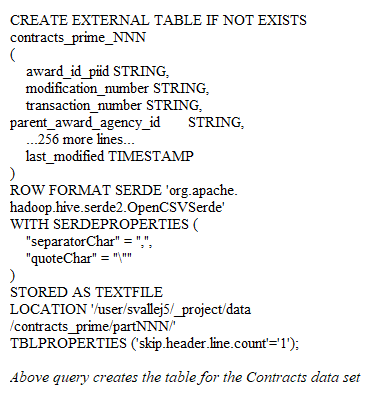 CREATE EXTERNAL TABLE IF NOT EXISTS
contracts_prime_NNN
(
award_id_piid STRING,
modification_number STRING,
transaction_number STRING,
parent_award_agency_id STRING,
...256 more lines...
last_modified TIMESTAMP
)
ROW FORMAT SERDE 'org.apache.
hadoop.hive.serde2.OpenCSVSerde'
WITH SERDEPROPERTIES (
"separatorChar" = ",",
"quoteChar" = "\""
)
STORED AS TEXTFILE
LOCATION '/user/svallej5/_project/data
/contracts_prime/partNNN/'
TBLPROPERTIES ('skip.header.line.count'='1');
Above query creates the table for the Contracts data set